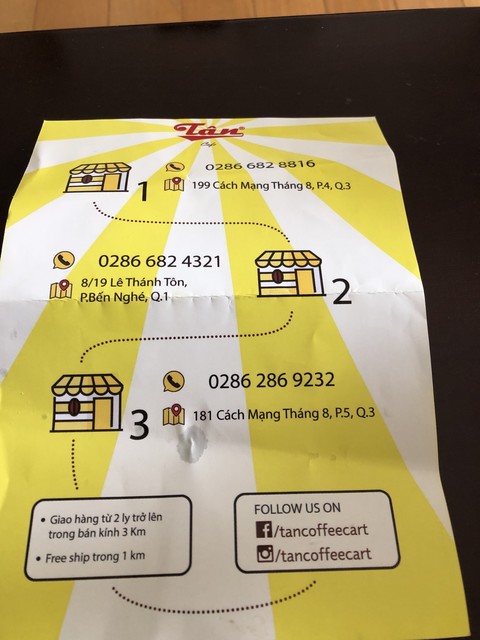 Tân
Cafe
0286 682 8816
1
199 Cách Mạng Tháng 8, P.4, Q.3
0286 682 4321
8/19 Lê Thánh Tôn,
P.Bến Nghé, Q.1
2
0286 286 9232
3
181 Cách Mạng Tháng 8, P.5, Q.3
• Giao hàng từ 2 ly trở lên
trong bán kính 3 Km
• Free ship trong 1 km
FOLLOW US ON
/tancoffeecart
/tancoffeecart